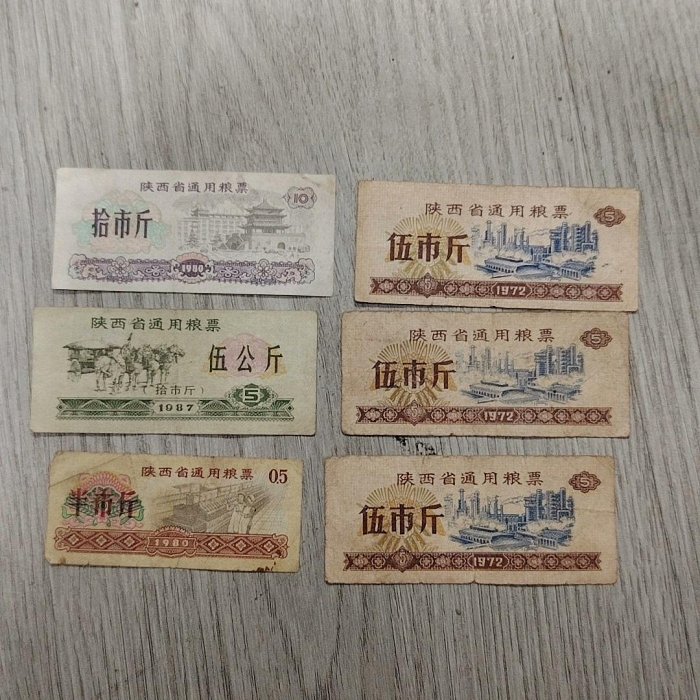 陕西省通用粮票
10
拾市斤
1980
陕西省通用粮票
伍公斤
(拾市斤)
5
1987
陕西省通用粮票
0.5
半市斤
1980
陕西省通用粮票
5
伍市斤
1972
陕西省通用粮票
5
伍市斤
1972
陕西省通用粮票
5
伍市斤
1972